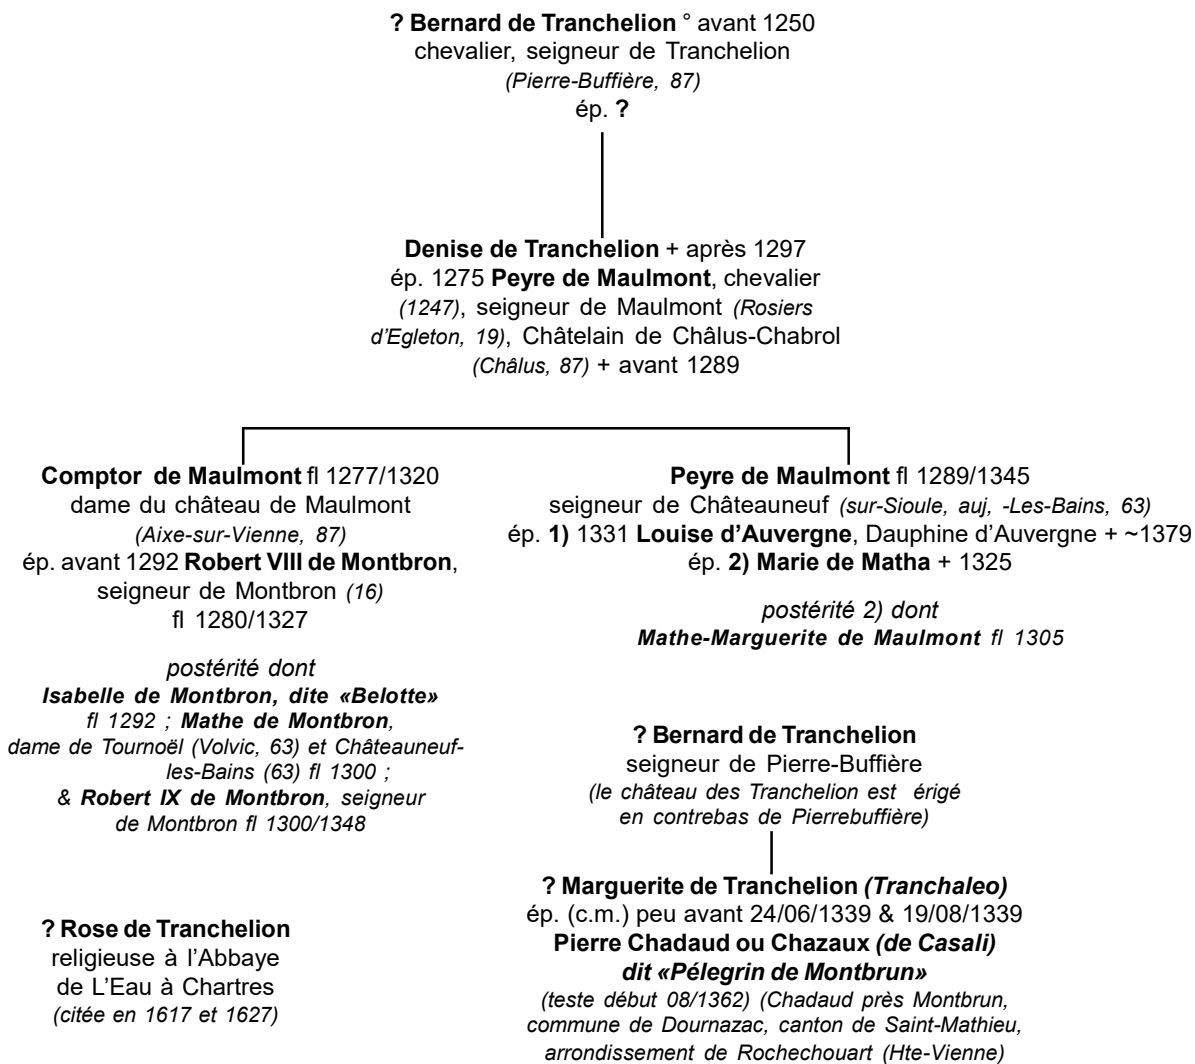 ? Bernard de Tranchelion ° avant 1250
chevalier, seigneur de Tranchelion
(Pierre-Buffière, 87)
ép. ?
Denise de Tranchelion + après 1297
ép. 1275 Peyre de Maulmont, chevalier
(1247), seigneur de Maulmont (Rosiers
d'Egleton, 19), Châtelain de Châlus-Chabrol
(Châlus, 87) + avant 1289
Comptor de Maulmont fl 1277/1320
dame du château de Maulmont
(Aixe-sur-Vienne, 87)
ép. avant 1292 Robert VIII de Montbron,
seigneur de Montbron (16)
fl 1280/1327
postérité dont
Isabelle de Montbron, dite «Belotte»
fl 1292 ; Mathe de Montbron,
dame de Tournoël (Volvic, 63) et Châteauneuf-
les-Bains (63) fl 1300 ;
& Robert IX de Montbron, seigneur
de Montbron fl 1300/1348
Peyre de Maulmont fl 1289/1345
seigneur de Châteauneuf (sur-Sioule, auj, -Les-Bains, 63)
ép. 1) 1331 Louise d'Auvergne, Dauphine d'Auvergne + ~1379
ép. 2) Marie de Matha + 1325
postérité 2) dont
Mathe-Marguerite de Maulmont fl 1305
? Bernard de Tranchelion
seigneur de Pierre-Buffière
(le château des Tranchelion est érigé
en contrebas de Pierrebuffière)
? Marguerite de Tranchelion (Tranchaleo)
ép. (c.m.) peu avant 24/06/1339 & 19/08/1339
Pierre Chadaud ou Chazaux (de Casali)
dit «Pélegrin de Montbrun»
(teste début 08/1362) (Chadaud près Montbrun,
commune de Dournazac, canton de Saint-Mathieu,
arrondissement de Rochechouart (Hte-Vienne)
? Rose de Tranchelion
religieuse à l'Abbaye
de L'Eau à Chartres
(citée en 1617 et 1627)